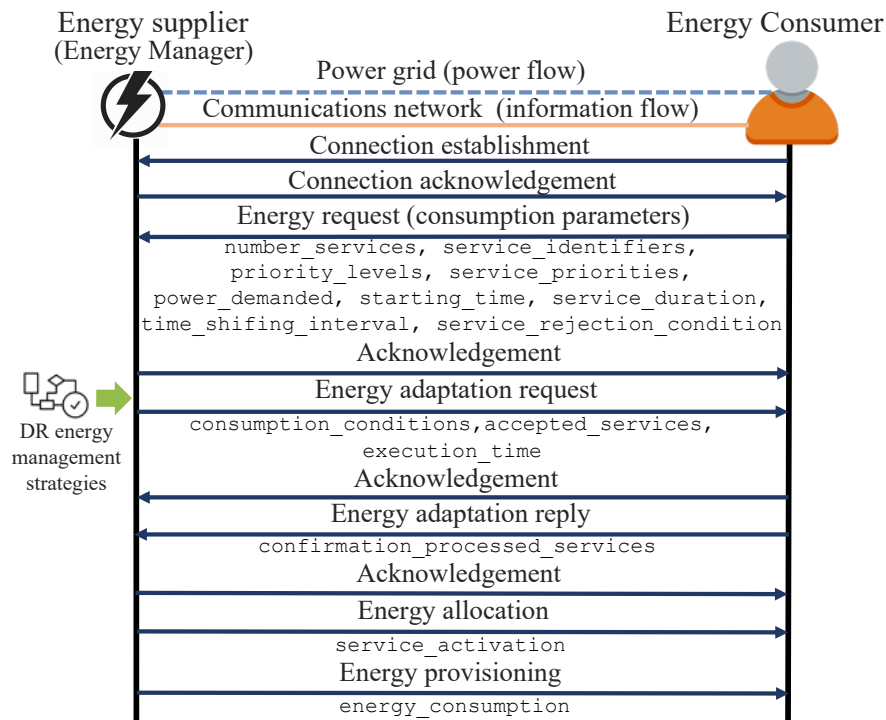 Energy supplier
(Energy Manager)
Energy Consumer
Power grid (power flow)
Communications network (information flow)
Connection establishment
Connection acknowledgement
Energy request (consumption parameters)
number_services, service_identifiers,
priority_levels, service_priorities,
power_demanded, starting_time, service_duration,
time_shifing_interval, service_rejection_condition
Acknowledgement
DR energy
management
strategies
Energy adaptation request
consumption_conditions,accepted_services,
execution_time
Acknowledgement
Energy adaptation reply
confirmation_processed_services
Acknowledgement
Energy allocation
service_activation
Energy provisioning
energy_consumption